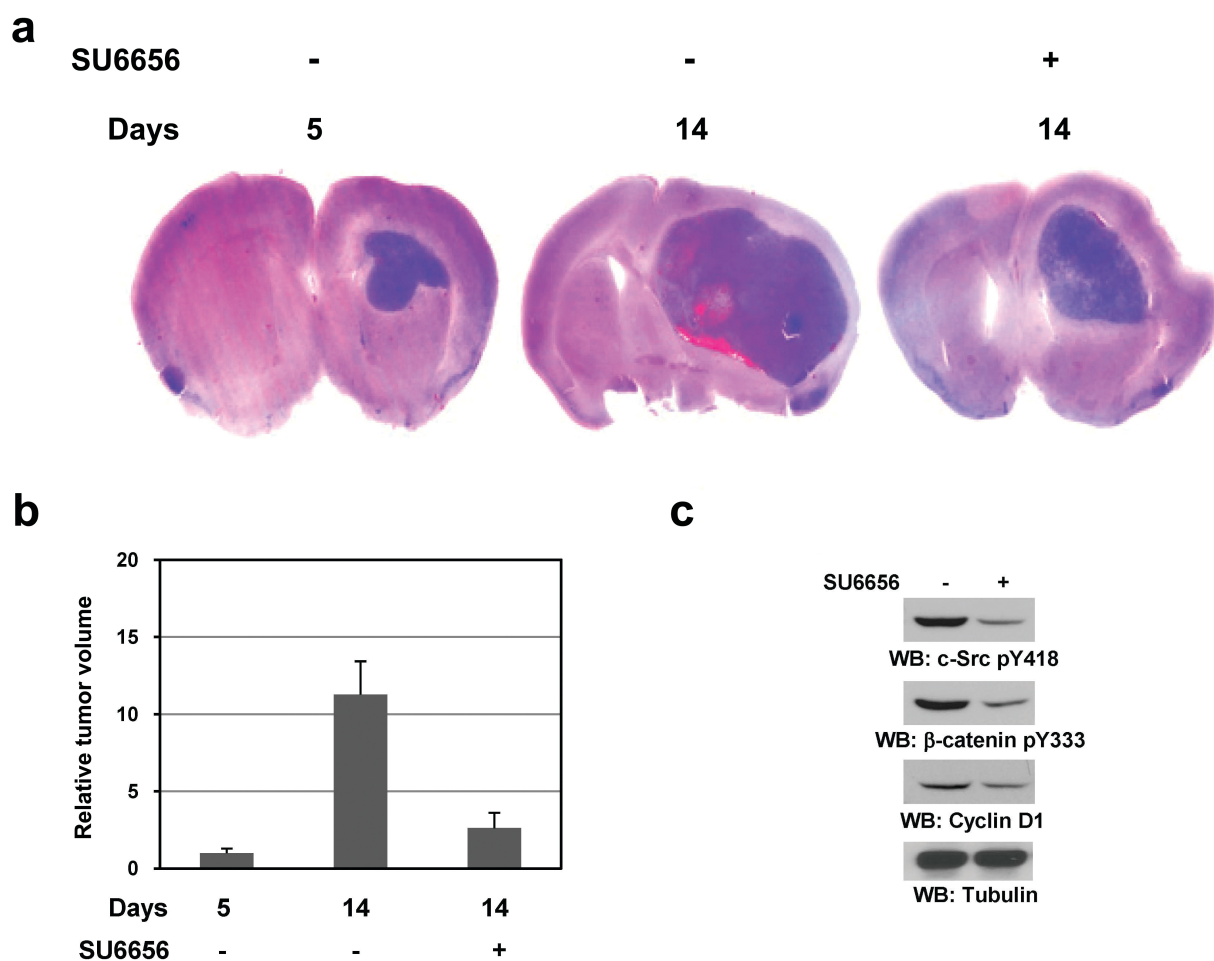 a
SU6656 - - +
Days 5 14 14
b
Relative tumor volume
20
15
10
5
0
Days 5 14 14
SU6656 - - +
c
SU6656 - +
WB: c-Src pY418
WB: β-catenin pY333
WB: Cyclin D1
WB: Tubulin